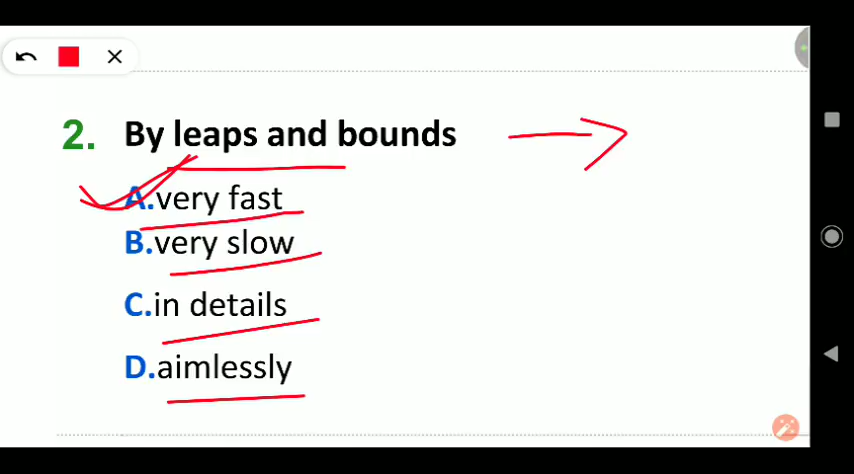 2. By leaps and bounds
A.very fast
B.very slow
C.in details
D.aimlessly